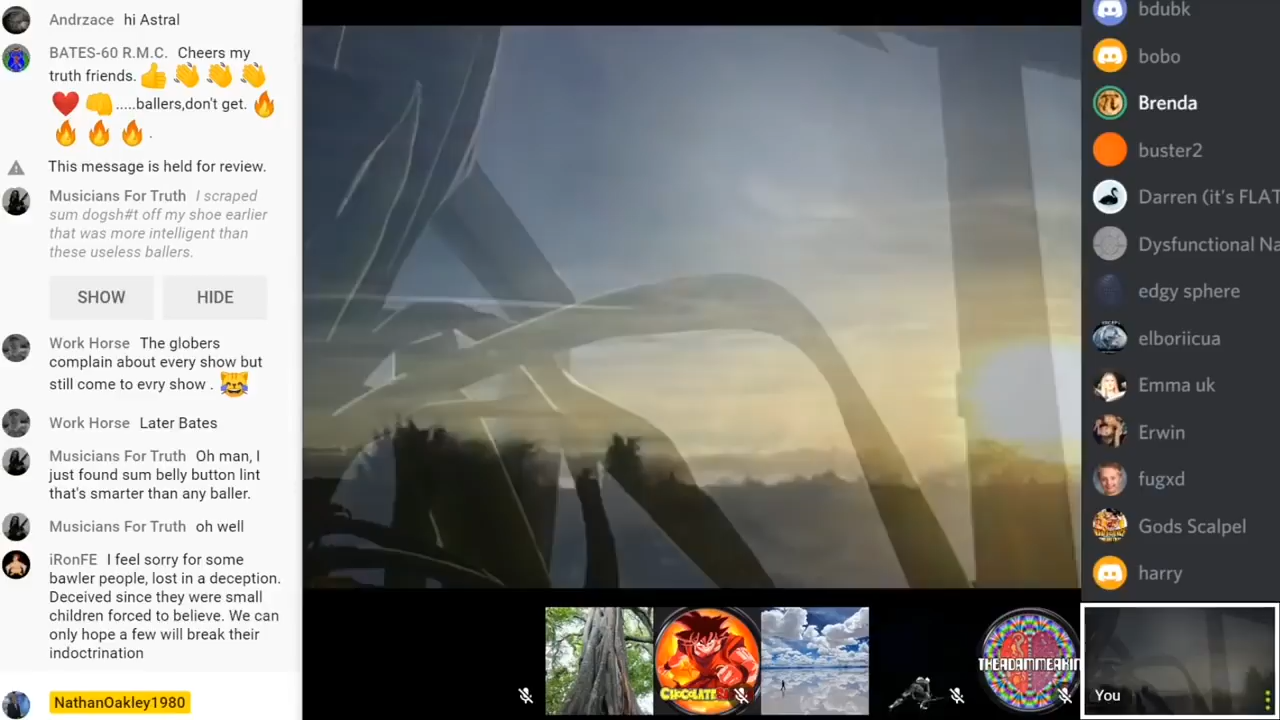 Andrzace hi Astral
BATES-60 R.M.C. Cheers my
truth friends. 👍 👏 👏 👏
❤️ 👊 .....ballers,don't get. 🔥
🔥 🔥 🔥 .
This message is held for review.
Musicians For Truth I scraped
sum dogsh#t off my shoe earlier
that was more intelligent than
these useless ballers.
SHOW HIDE
Work Horse The globers
complain about every show but
still come to evry show . 😹
Work Horse Later Bates
Musicians For Truth Oh man, I
just found sum belly button lint
that's smarter than any baller.
Musicians For Truth oh well
iRonFE I feel sorry for some
bawler people, lost in a deception.
Deceived since they were small
children forced to believe. We can
only hope a few will break their
indoctrination
NathanOakley1980
CHOCLATE
THEADAMMEAKIN
bdubk
bobo
Brenda
buster2
Darren (it's FLAT
Dysfunctional Na
edgy sphere
elboriicua
Emma uk
Erwin
fugxd
Gods Scalpel
harry
You